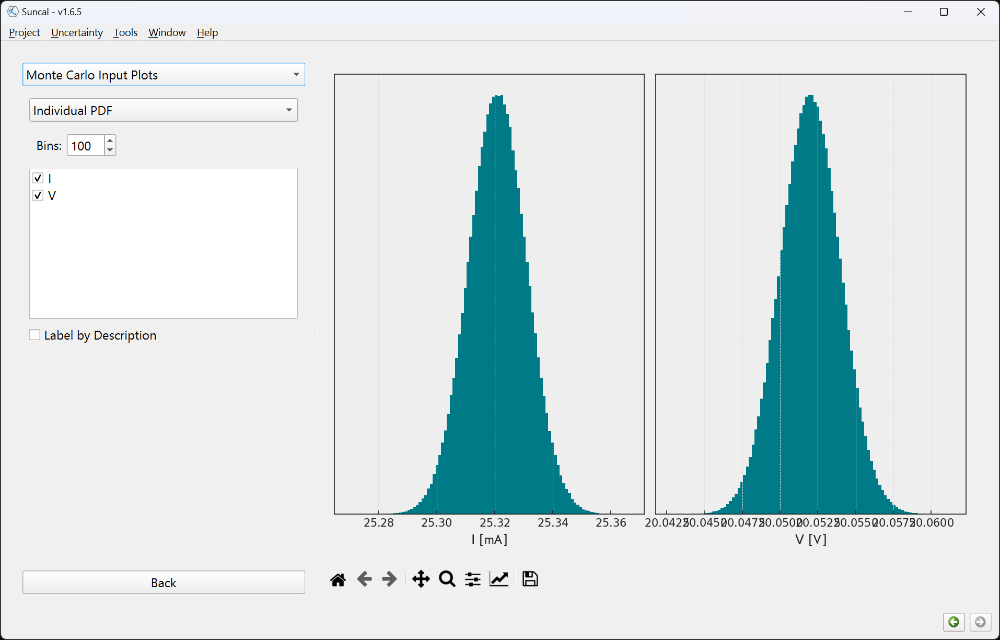 Suncal - v1.6.5
Project Uncertainty Tools Window Help
Monte Carlo Input Plots
Individual PDF
Bins: 100
I
V
Label by Description
Back
25.28 25.30 25.32 25.34 25.36
I [mA]
20.0425 20.0450 20.0475 20.0500 20.0525 20.0550 20.0575 20.0600
V [V]